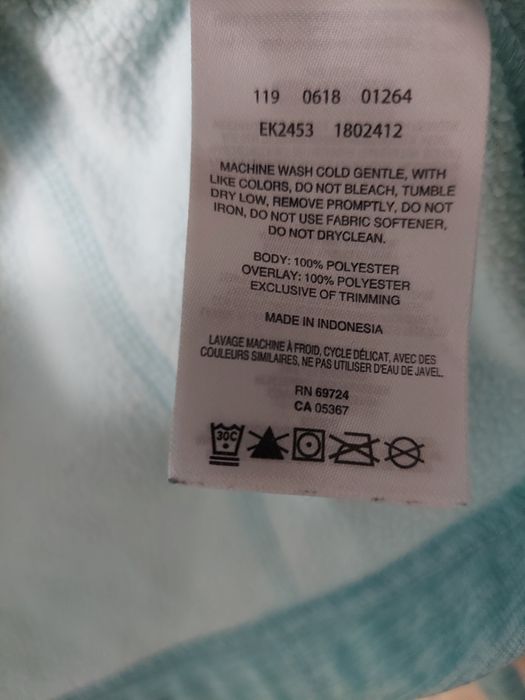 119 0618 01264
EK2453 1802412
MACHINE WASH COLD GENTLE, WITH
LIKE COLORS, DO NOT BLEACH, TUMBLE
DRY LOW, REMOVE PROMPTLY, DO NOT
IRON, DO NOT USE FABRIC SOFTENER,
DO NOT DRYCLEAN.
BODY: 100% POLYESTER
OVERLAY: 100% POLYESTER
EXCLUSIVE OF TRIMMING
MADE IN INDONESIA
LAVAGE MACHINE À FROID, CYCLE DÉLICAT, AVEC DES
COULEURS SIMILAIRES, NE PAS UTILISER D'EAU DE JAVEL.
RN 69724
CA 05367
30C